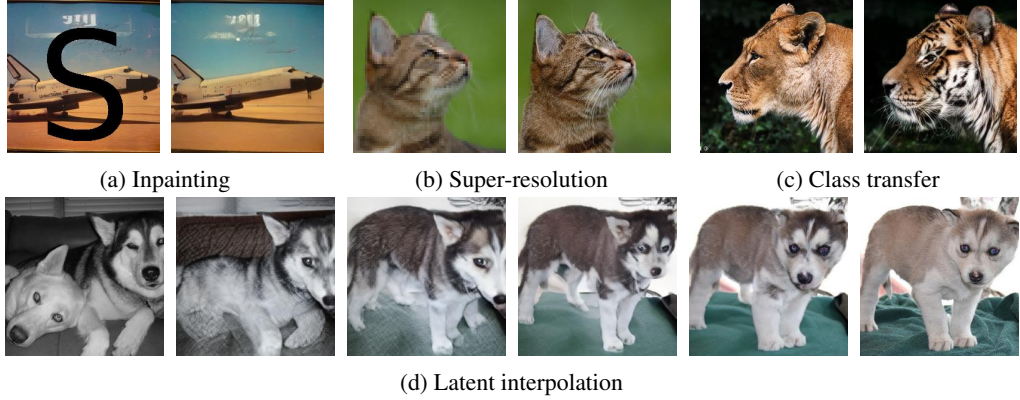 S
(a) Inpainting
(b) Super-resolution
(c) Class transfer
(d) Latent interpolation